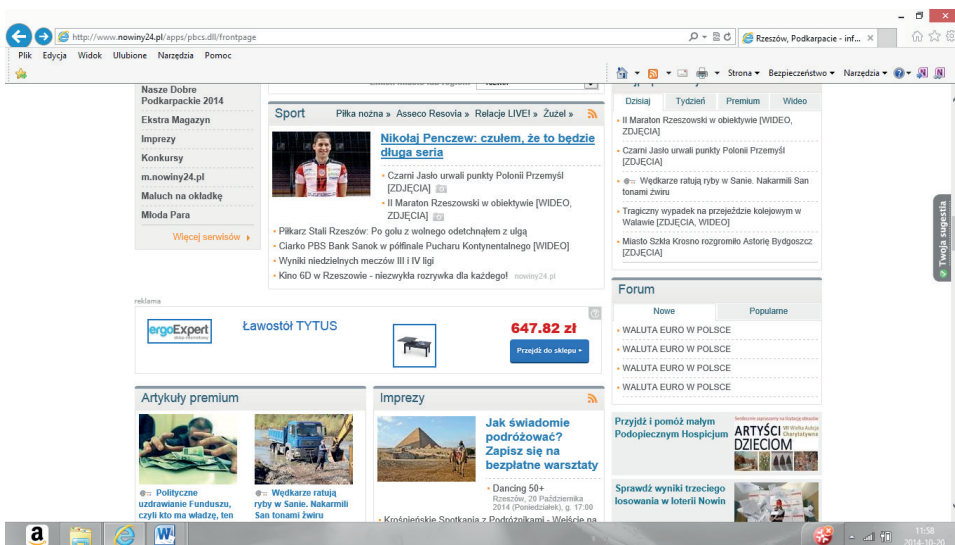 http://www.nowiny24.pl/apps/pbcs.dll/frontpage
Rzeszów, Podkarpacie - inf...
Plik Edycja Widok Ulubione Narzędzia Pomoc
Strona Bezpieczeństwo Narzędzia
Nasze Dobre
Podkarpackie 2014
Ekstra Magazyn
Imprezy
Konkursy
m.nowiny24.pl
Maluch na okładkę
Młoda Para
Więcej serwisów
Sport
Piłka nożna » Asseco Resovia » Relacje LIVE! » Żużel »
Nikołaj Penczew: czułem, że to będzie
długa seria
Czarni Jasło urwali punkty Polonii Przemyśl
[ZDJĘCIA]
II Maraton Rzeszowski w obiektywie [WIDEO,
ZDJĘCIA]
Piłkarz Stali Rzeszów: Po golu z wolnego odetchnąłem z ulgą
Ciarko PBS Bank Sanok w półfinale Pucharu Kontynentalnego [WIDEO]
Wyniki niedzielnych meczów III i IV ligi
Kino 6D w Rzeszowie - niezwykła rozrywka dla każdego! nowiny24.pl
Dzisiaj Tydzień Premium Wideo
II Maraton Rzeszowski w obiektywie [WIDEO,
ZDJĘCIA]
Czarni Jasło urwali punkty Polonii Przemyśl
[ZDJĘCIA]
Wędkarze ratują ryby w Sanie. Nakarmili San
tonami żwiru
Tragiczny wypadek na przejeździe kolejowym w
Walawie [ZDJĘCIA, WIDEO]
Miasto Szkła Krosno rozgromiło Astorię Bydgoszcz
[ZDJĘCIA]
Twoja sugestia
Forum
Nowe Popularne
WALUTA EURO W POLSCE
WALUTA EURO W POLSCE
WALUTA EURO W POLSCE
WALUTA EURO W POLSCE
reklama
ergoExpert
Ławostół TYTUS
647.82 zł
Przejdź do sklepu
Artykuły premium
Polityczne
uzdrawianie Funduszu,
czyli kto ma władzę, ten
Wędkarze ratują
ryby w Sanie. Nakarmili
San tonami żwiru
Imprezy
Jak świadomie
podróżować?
Zapisz się na
bezpłatne warsztaty
Dancing 50+
Rzeszów, 20 Października
2014 (Poniedziałek), g. 17:00
Krośnieńskie Spotkania z Podróżnikami - Wejście na
Przyjdź i pomóż małym
Podopiecznym Hospicjum
ARTYŚCI
DZIECIOM
Sprawdź wyniki trzeciego
losowania w loterii Nowin
11:58
2014-10-20